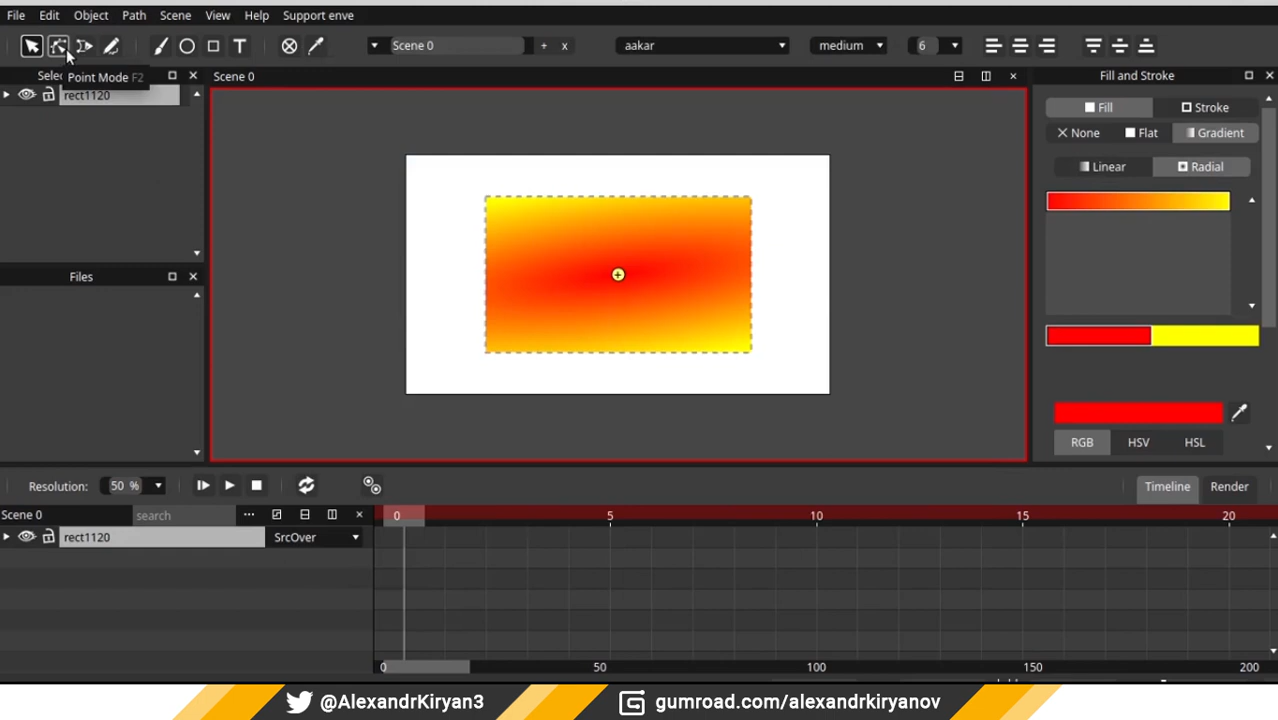 File Edit Object Path Scene View Help Support enve
Scene 0 + x aakar medium 6
Point Mode F2
Scene 0
Fill and Stroke
rect1120
Fill Stroke
None Flat Gradient
Linear Radial
Files
RGB HSV HSL
Resolution: 50 % Timeline Render
Scene 0 search ... 0 5 10 15 20
rect1120 SrcOver
0 50 100 150 200
@AlexandrKiryan3 gumroad.com/alexandrkiryanov